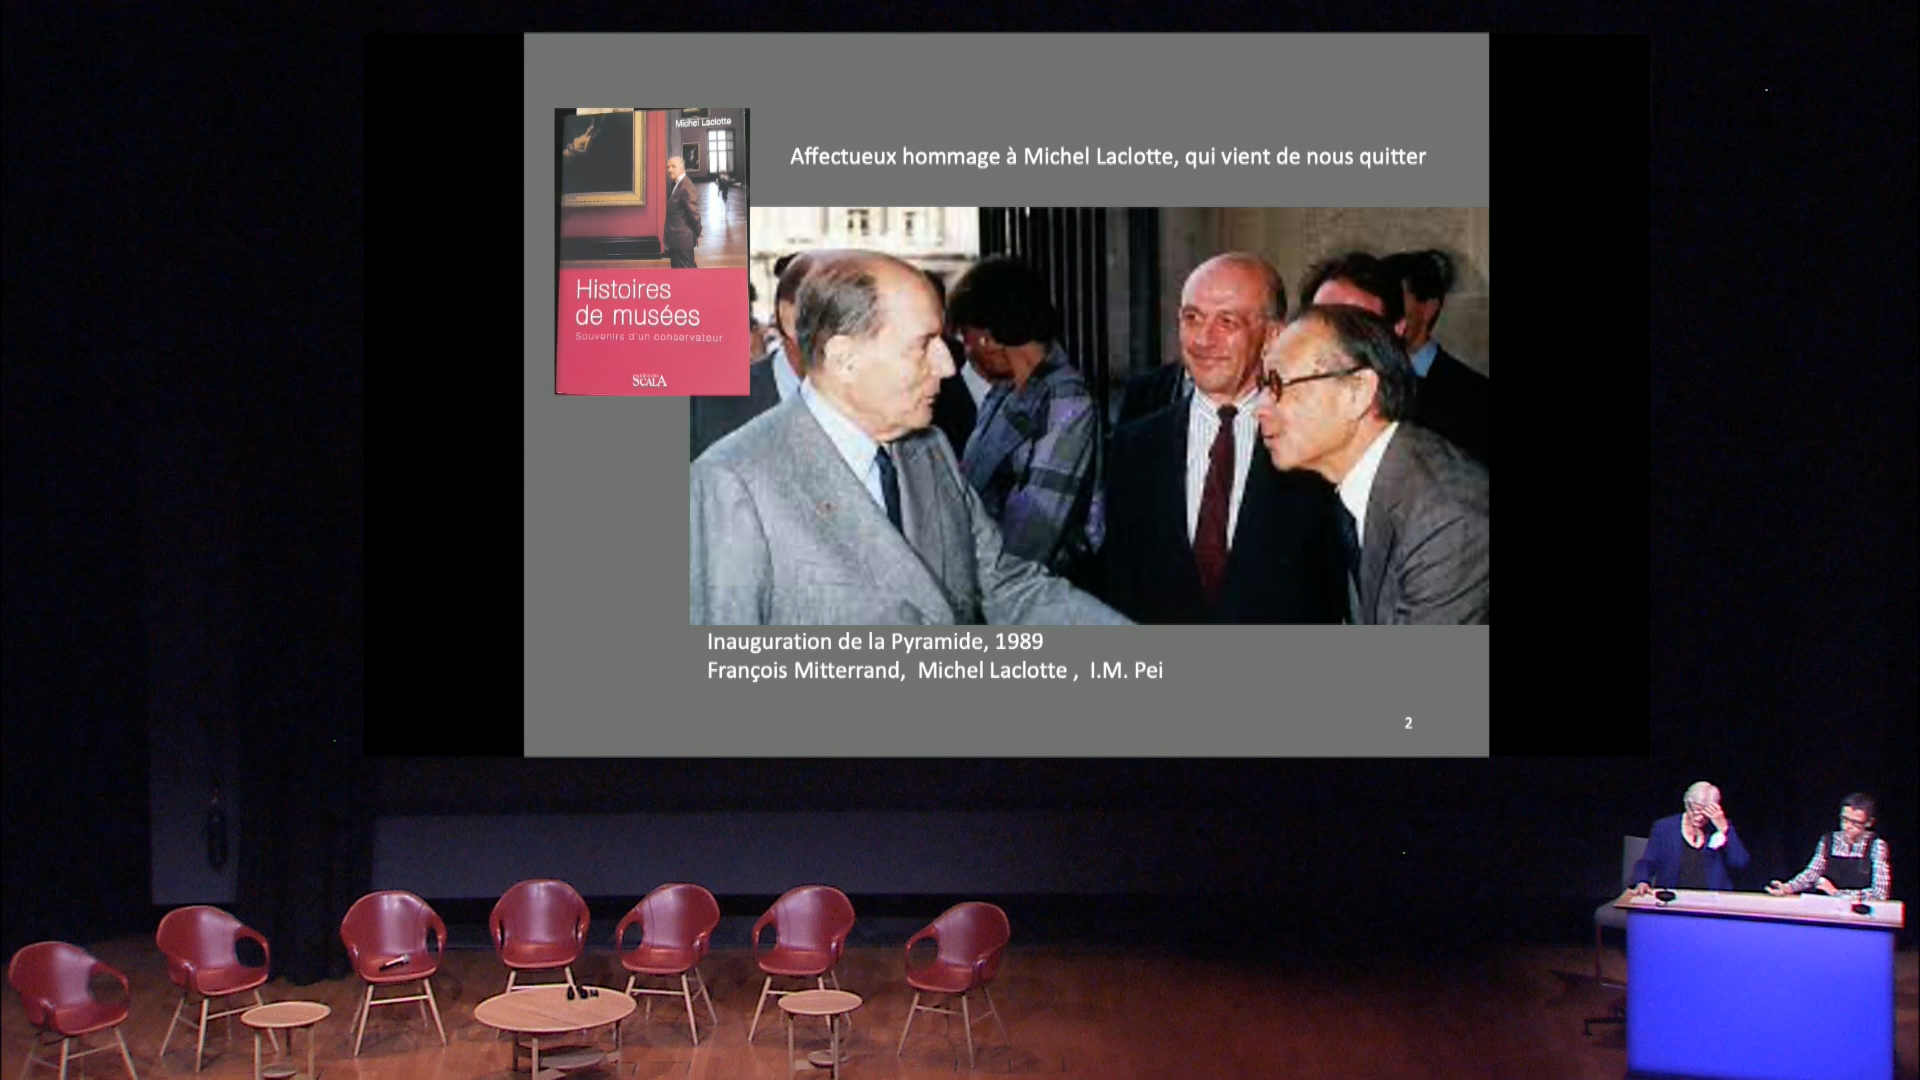 Michel Laclotte
Histoires
de musées
Souvenirs d'un conservateur
EDITIONS
SCALA
Affectueux hommage à Michel Laclotte, qui vient de nous quitter
Inauguration de la Pyramide, 1989
François Mitterrand, Michel Laclotte , I.M. Pei
2